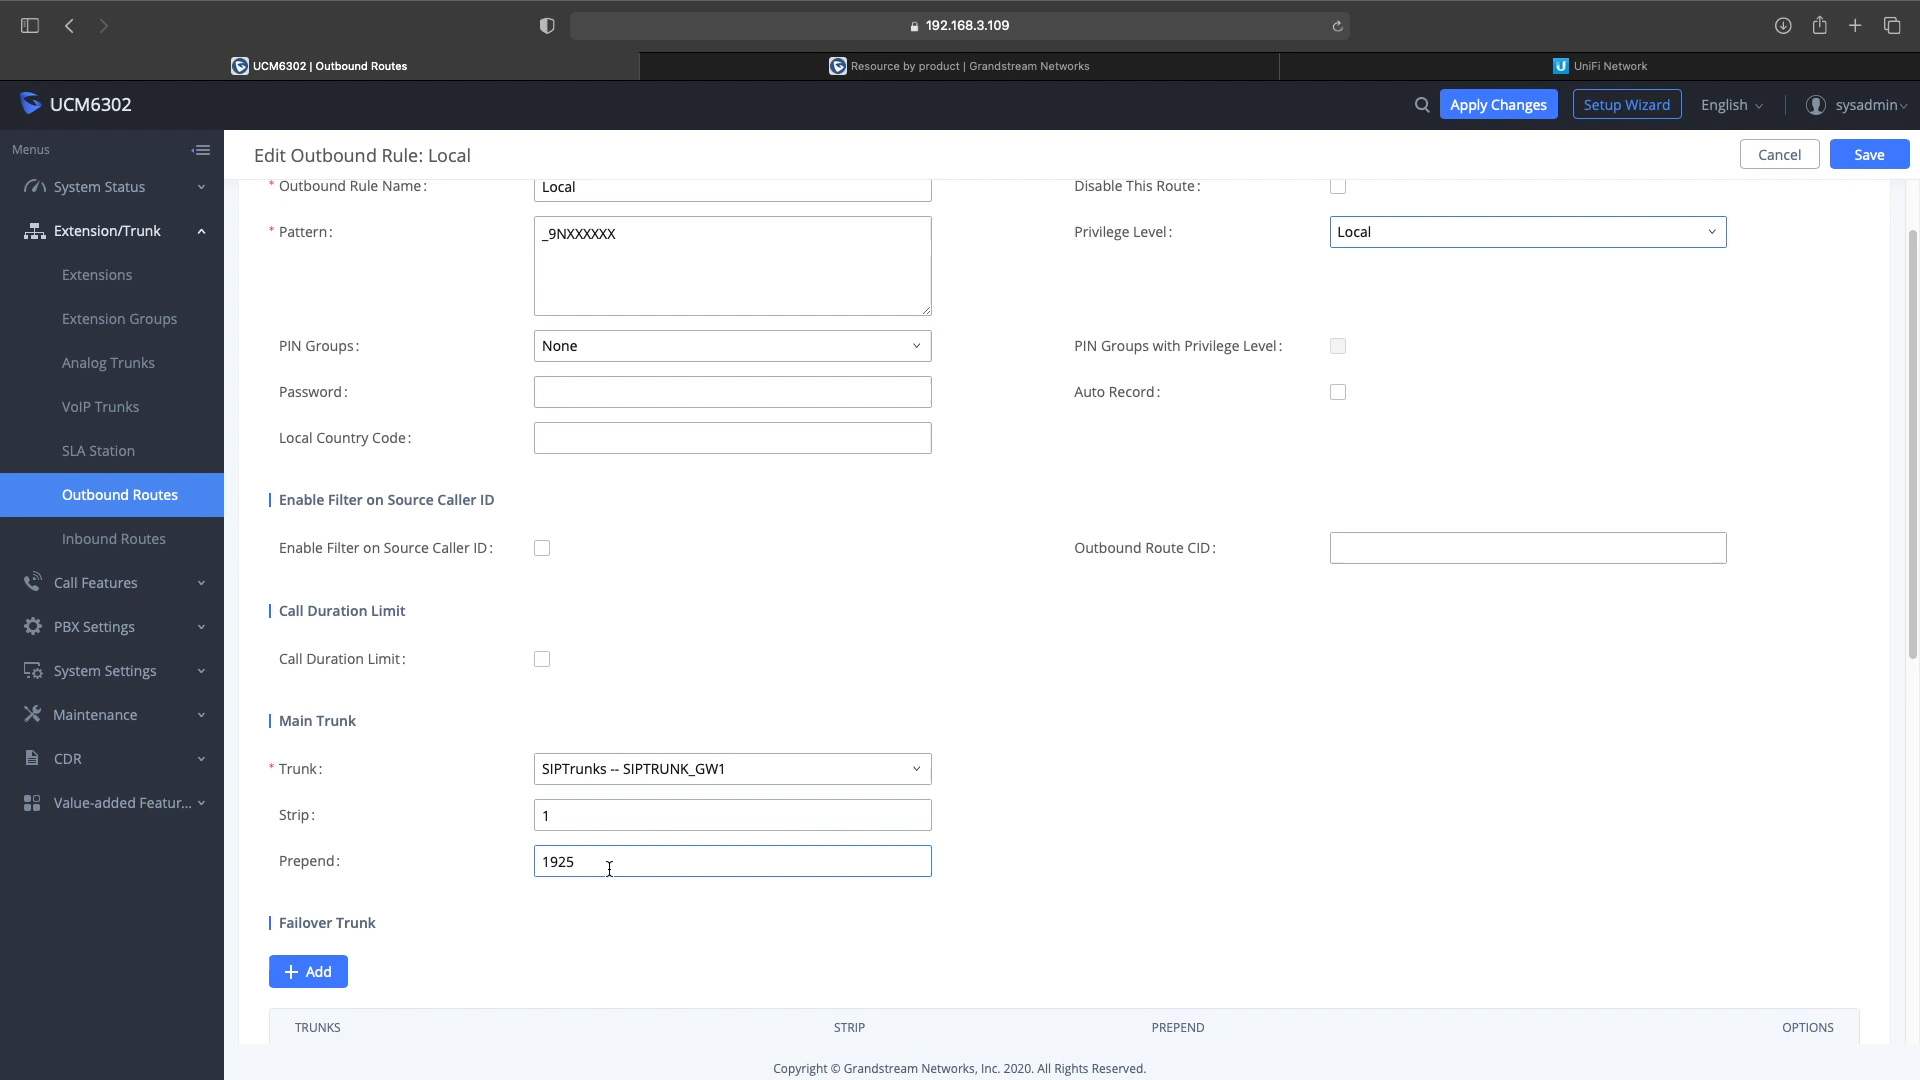 192.168.3.109
UCM6302 | Outbound Routes
Resource by product | Grandstream Networks
UniFi Network
UCM6302
Apply Changes
Setup Wizard
English
sysadmin
Menus
System Status
Extension/Trunk
Extensions
Extension Groups
Analog Trunks
VoIP Trunks
SLA Station
Outbound Routes
Inbound Routes
Call Features
PBX Settings
System Settings
Maintenance
CDR
Value-added Featur...
Edit Outbound Rule: Local
Cancel
Save
* Outbound Rule Name:
Local
Disable This Route:
* Pattern:
_9NXXXXXX
Privilege Level:
Local
PIN Groups:
None
PIN Groups with Privilege Level:
Password:
Auto Record:
Local Country Code:
Enable Filter on Source Caller ID
Enable Filter on Source Caller ID:
Outbound Route CID:
Call Duration Limit
Call Duration Limit:
Main Trunk
* Trunk:
SIPTrunks -- SIPTRUNK_GW1
Strip:
1
Prepend:
1925
Failover Trunk
+ Add
TRUNKS
STRIP
PREPEND
OPTIONS
Copyright © Grandstream Networks, Inc. 2020. All Rights Reserved.